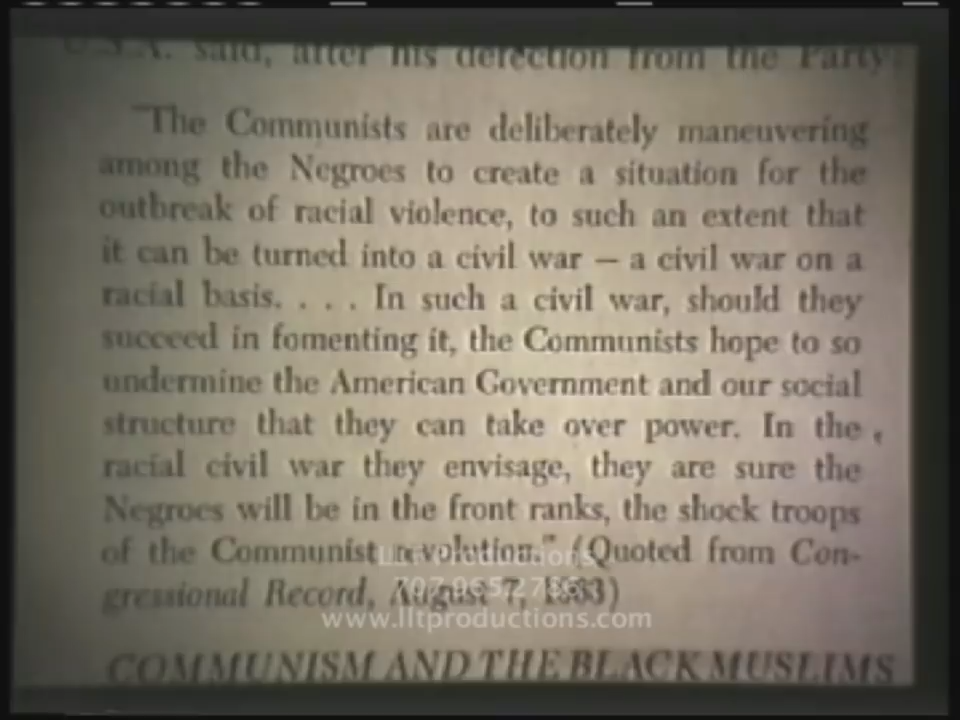 U.S.A. said, after his defection from the Party:
"The Communists are deliberately maneuvering
among the Negroes to create a situation for the
outbreak of racial violence, to such an extent that
it can be turned into a civil war — a civil war on a
racial basis. . . . In such a civil war, should they
succeed in fomenting it, the Communists hope to so
undermine the American Government and our social
structure that they can take over power. In the
racial civil war they envisage, they are sure the
Negroes will be in the front ranks, the shock troops
of the Communist revolution." (Quoted from Con-
gressional Record, August 7, 1963)
LLT Productions
www.lltproductions.com
COMMUNISM AND THE BLACK MUSLIMS